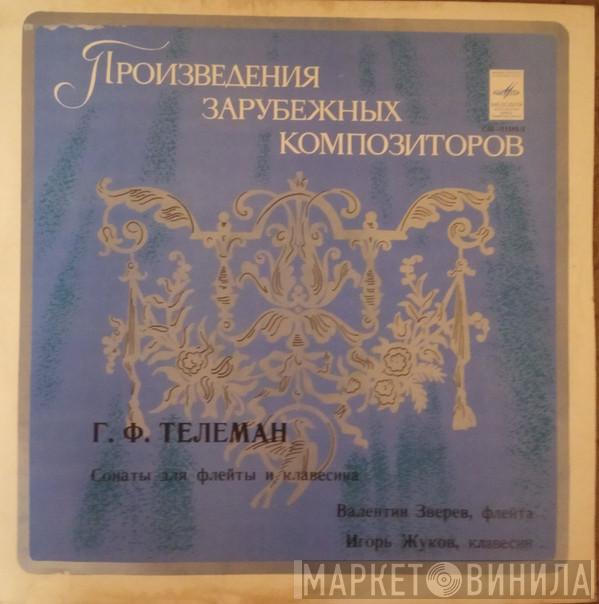 ПРОИЗВЕДЕНИЯ
ЗАРУБЕЖНЫХ
КОМПОЗИТОРОВ
Г. Ф. ТЕЛЕМАН
Сонаты для флейты и клавесина
Валентин Зверев, флейта
Игорь Жуков, клавесин
МАРКЕТ ВИНИЛА